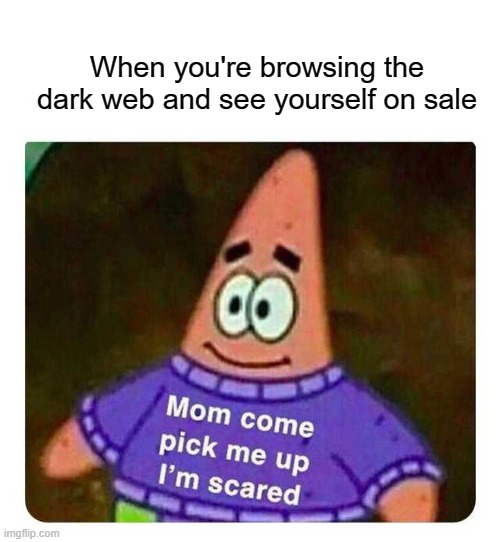 When you're browsing the
dark web and see yourself on sale
Mom come
pick me up
I'm scared
imgflip.com